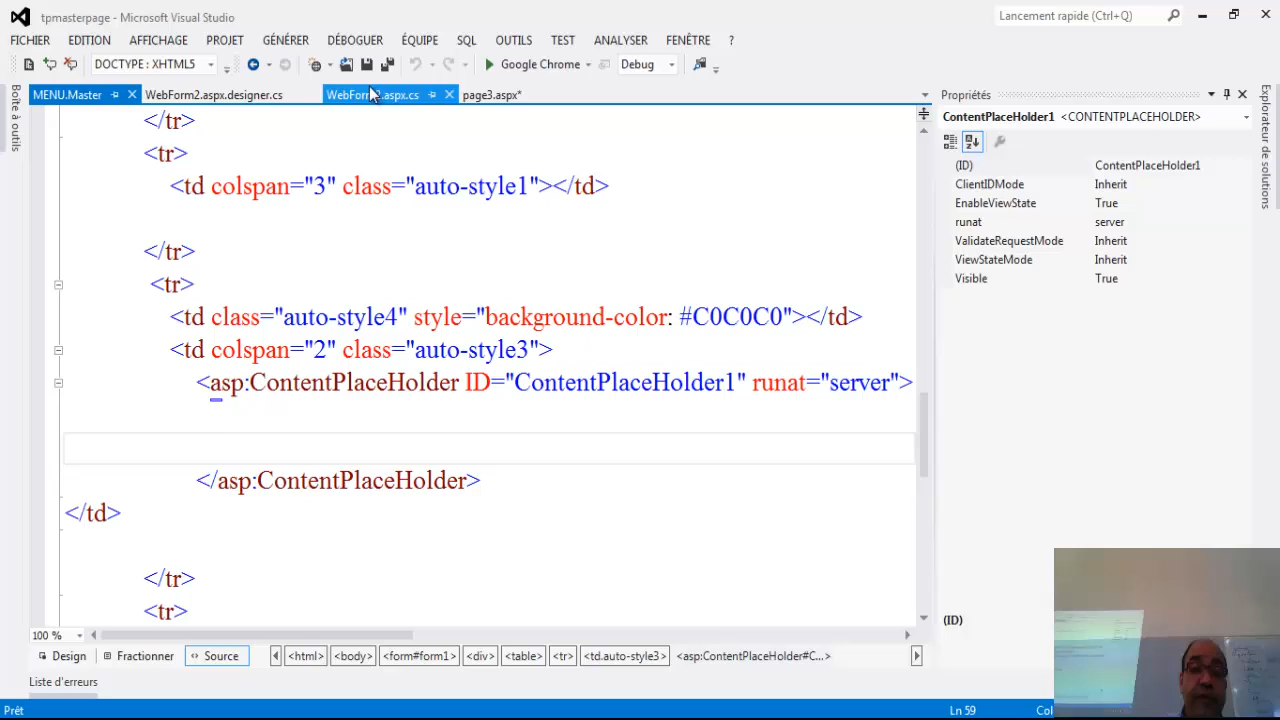 tpmasterpage - Microsoft Visual Studio
Lancement rapide (Ctrl+Q)
FICHIER EDITION AFFICHAGE PROJET GÉNÉRER DÉBOGUER ÉQUIPE SQL OUTILS TEST ANALYSER FENÊTRE ?
DOCTYPE : XHTML5 Google Chrome Debug
Boîte à outils
MENU.Master WebForm2.aspx.designer.cs WebForm2.aspx.cs page3.aspx*
</tr>
<tr>
<td colspan="3" class="auto-style1"></td>
</tr>
<tr>
<td class="auto-style4" style="background-color: #C0C0C0"></td>
<td colspan="2" class="auto-style3">
<asp:ContentPlaceHolder ID="ContentPlaceHolder1" runat="server">
</asp:ContentPlaceHolder>
</td>
</tr>
<tr>
100 %
Design Fractionner Source <html> <body> <form#form1> <div> <table> <tr> <td.auto-style3> <asp:ContentPlaceHolder#C...>
Liste d'erreurs
Prêt
Ln 59
Propriétés
ContentPlaceHolder1 <CONTENTPLACEHOLDER>
(ID) ContentPlaceHolder1
ClientIDMode Inherit
EnableViewState True
runat server
ValidateRequestMode Inherit
ViewStateMode Inherit
Visible True
(ID)
Explorateur de solutions